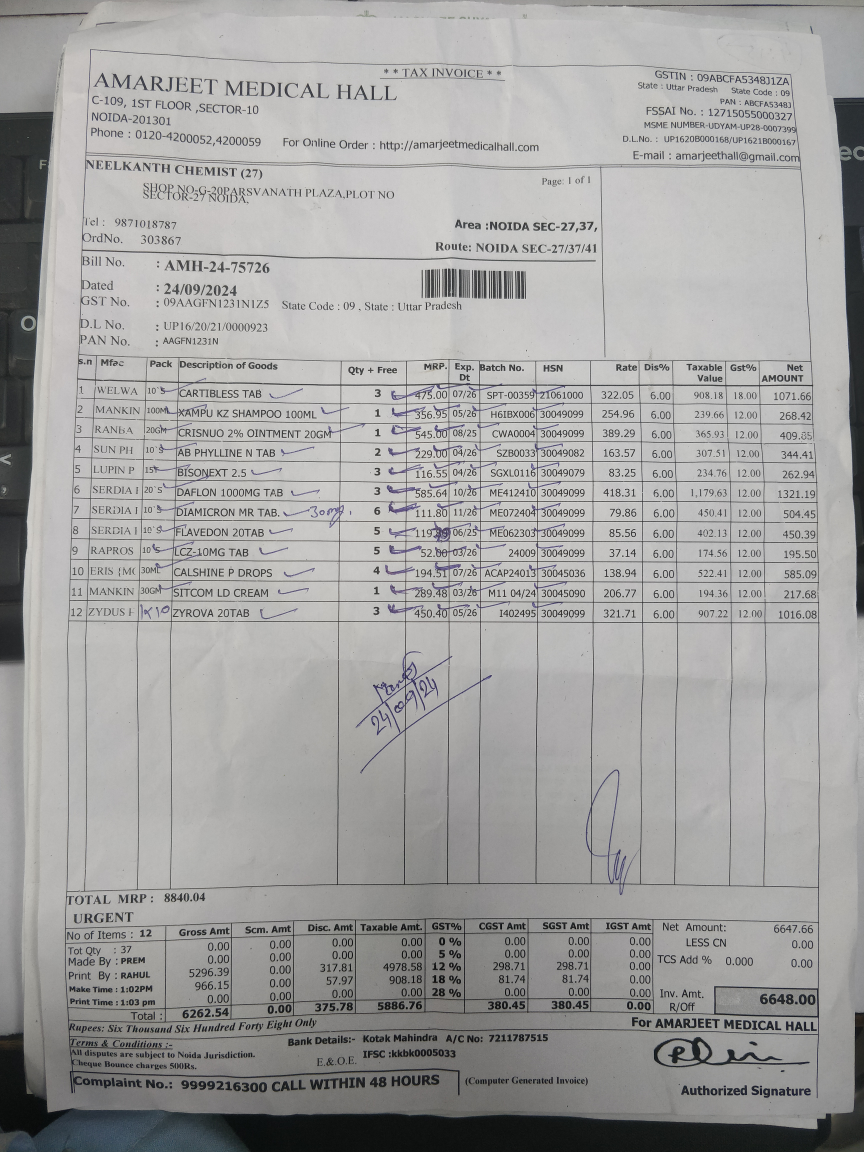 * * TAX INVOICE * *
AMARJEET MEDICAL HALL
C-109, 1ST FLOOR ,SECTOR-10
NOIDA-201301
Phone : 0120-4200052,4200059 For Online Order : http://amarjeetmedicalhall.com
GSTIN : 09ABCFA5348J1ZA
State : Uttar Pradesh State Code : 09
PAN : ABCFA5348J
FSSAI No. : 12715055000327
MSME NUMBER-UDYAM-UP28-0007399
D.L.No. : UP1620B000168/UP1621B000167
E-mail : amarjeethall@gmail.com
NEELKANTH CHEMIST (27)
SHOP NO-G-20PARSVANATH PLAZA,PLOT NO
SECTOR-27 NOIDA,
Page: 1 of 1
Tel : 9871018787
OrdNo. 303867
Area :NOIDA SEC-27,37,
Route: NOIDA SEC-27/37/41
Bill No. : AMH-24-75726
Dated : 24/09/2024
GST No. : 09AAGFN1231N1Z5 State Code : 09 , State : Uttar Pradesh
D.L No. : UP16/20/21/0000923
PAN No. : AAGFN1231N
s.n Mfac Pack Description of Goods Qty + Free MRP. Exp. Dt Batch No. HSN Rate Dis% Taxable Value Gst% Net AMOUNT
1 WELWA 10'S CARTIBLESS TAB 3 475.00 07/26 SPT-00359 21061000 322.05 6.00 908.18 18.00 1071.66
2 MANKIN 100ML XAMPU KZ SHAMPOO 100ML 1 356.95 05/26 H6IBX006 30049099 254.96 6.00 239.66 12.00 268.42
3 RANBA 20GM CRISNUO 2% OINTMENT 20GM 1 545.00 08/25 CWA0004 30049099 389.29 6.00 365.93 12.00 409.85
4 SUN PH 10'S AB PHYLLINE N TAB 2 229.00 04/26 SZB0033 30049082 163.57 6.00 307.51 12.00 344.41
5 LUPIN P 15 BISONEXT 2.5 3 116.55 04/26 SGXL0116 30049079 83.25 6.00 234.76 12.00 262.94
6 SERDIA I 20'S DAFLON 1000MG TAB 3 585.64 10/26 ME412410 30049099 418.31 6.00 1,179.63 12.00 1321.19
7 SERDIA I 10'S DIAMICRON MR TAB. 30mg. 6 111.80 11/26 ME072404 30049099 79.86 6.00 450.41 12.00 504.45
8 SERDIA I 10'S FLAVEDON 20TAB 5 06/25 ME062303 30049099 85.56 6.00 402.13 12.00 450.39
9 RAPROS 10'S LCZ-10MG TAB 5 52.00 03/26 24009 30049099 37.14 6.00 174.56 12.00 195.50
10 ERIS {MC 30ML CALSHINE P DROPS 4 194.51 07/26 ACAP24013 30045036 138.94 6.00 522.41 12.00 585.09
11 MANKIN 30GM SITCOM LD CREAM 1 289.48 03/26 M11 04/24 30045090 206.77 6.00 194.36 12.00 217.68
12 ZYDUS H 1x10 ZYROVA 20TAB 3 450.40 05/26 I402495 30049099 321.71 6.00 907.22 12.00 1016.08
24/09/24
TOTAL MRP : 8840.04
URGENT
No of Items : 12
Tot Qty : 37
Made By : PREM
Print By : RAHUL
Make Time : 1:02PM
Print Time : 1:03 pm
Gross Amt Scm. Amt Disc. Amt Taxable Amt. GST% CGST Amt SGST Amt IGST Amt
0.00 0.00 0.00 0.00 0 % 0.00 0.00 0.00
0.00 0.00 0.00 0.00 5 % 0.00 0.00 0.00
5296.39 0.00 317.81 4978.58 12 % 298.71 298.71 0.00
966.15 0.00 57.97 908.18 18 % 81.74 81.74 0.00
0.00 0.00 0.00 0.00 28 % 0.00 0.00 0.00
Total : 6262.54 0.00 375.78 5886.76 380.45 380.45 0.00
Net Amount: 6647.66
LESS CN 0.00
TCS Add % 0.000 0.00
Inv. Amt. R/Off 6648.00
Rupees: Six Thousand Six Hundred Forty Eight Only
For AMARJEET MEDICAL HALL
Terms & Conditions :-
All disputes are subject to Noida Jurisdiction.
Cheque Bounce charges 500Rs.
Bank Details:- Kotak Mahindra A/C No: 7211787515
E.&.O.E. IFSC :kkbk0005033
Complaint No.: 9999216300 CALL WITHIN 48 HOURS
(Computer Generated Invoice)
Authorized Signature